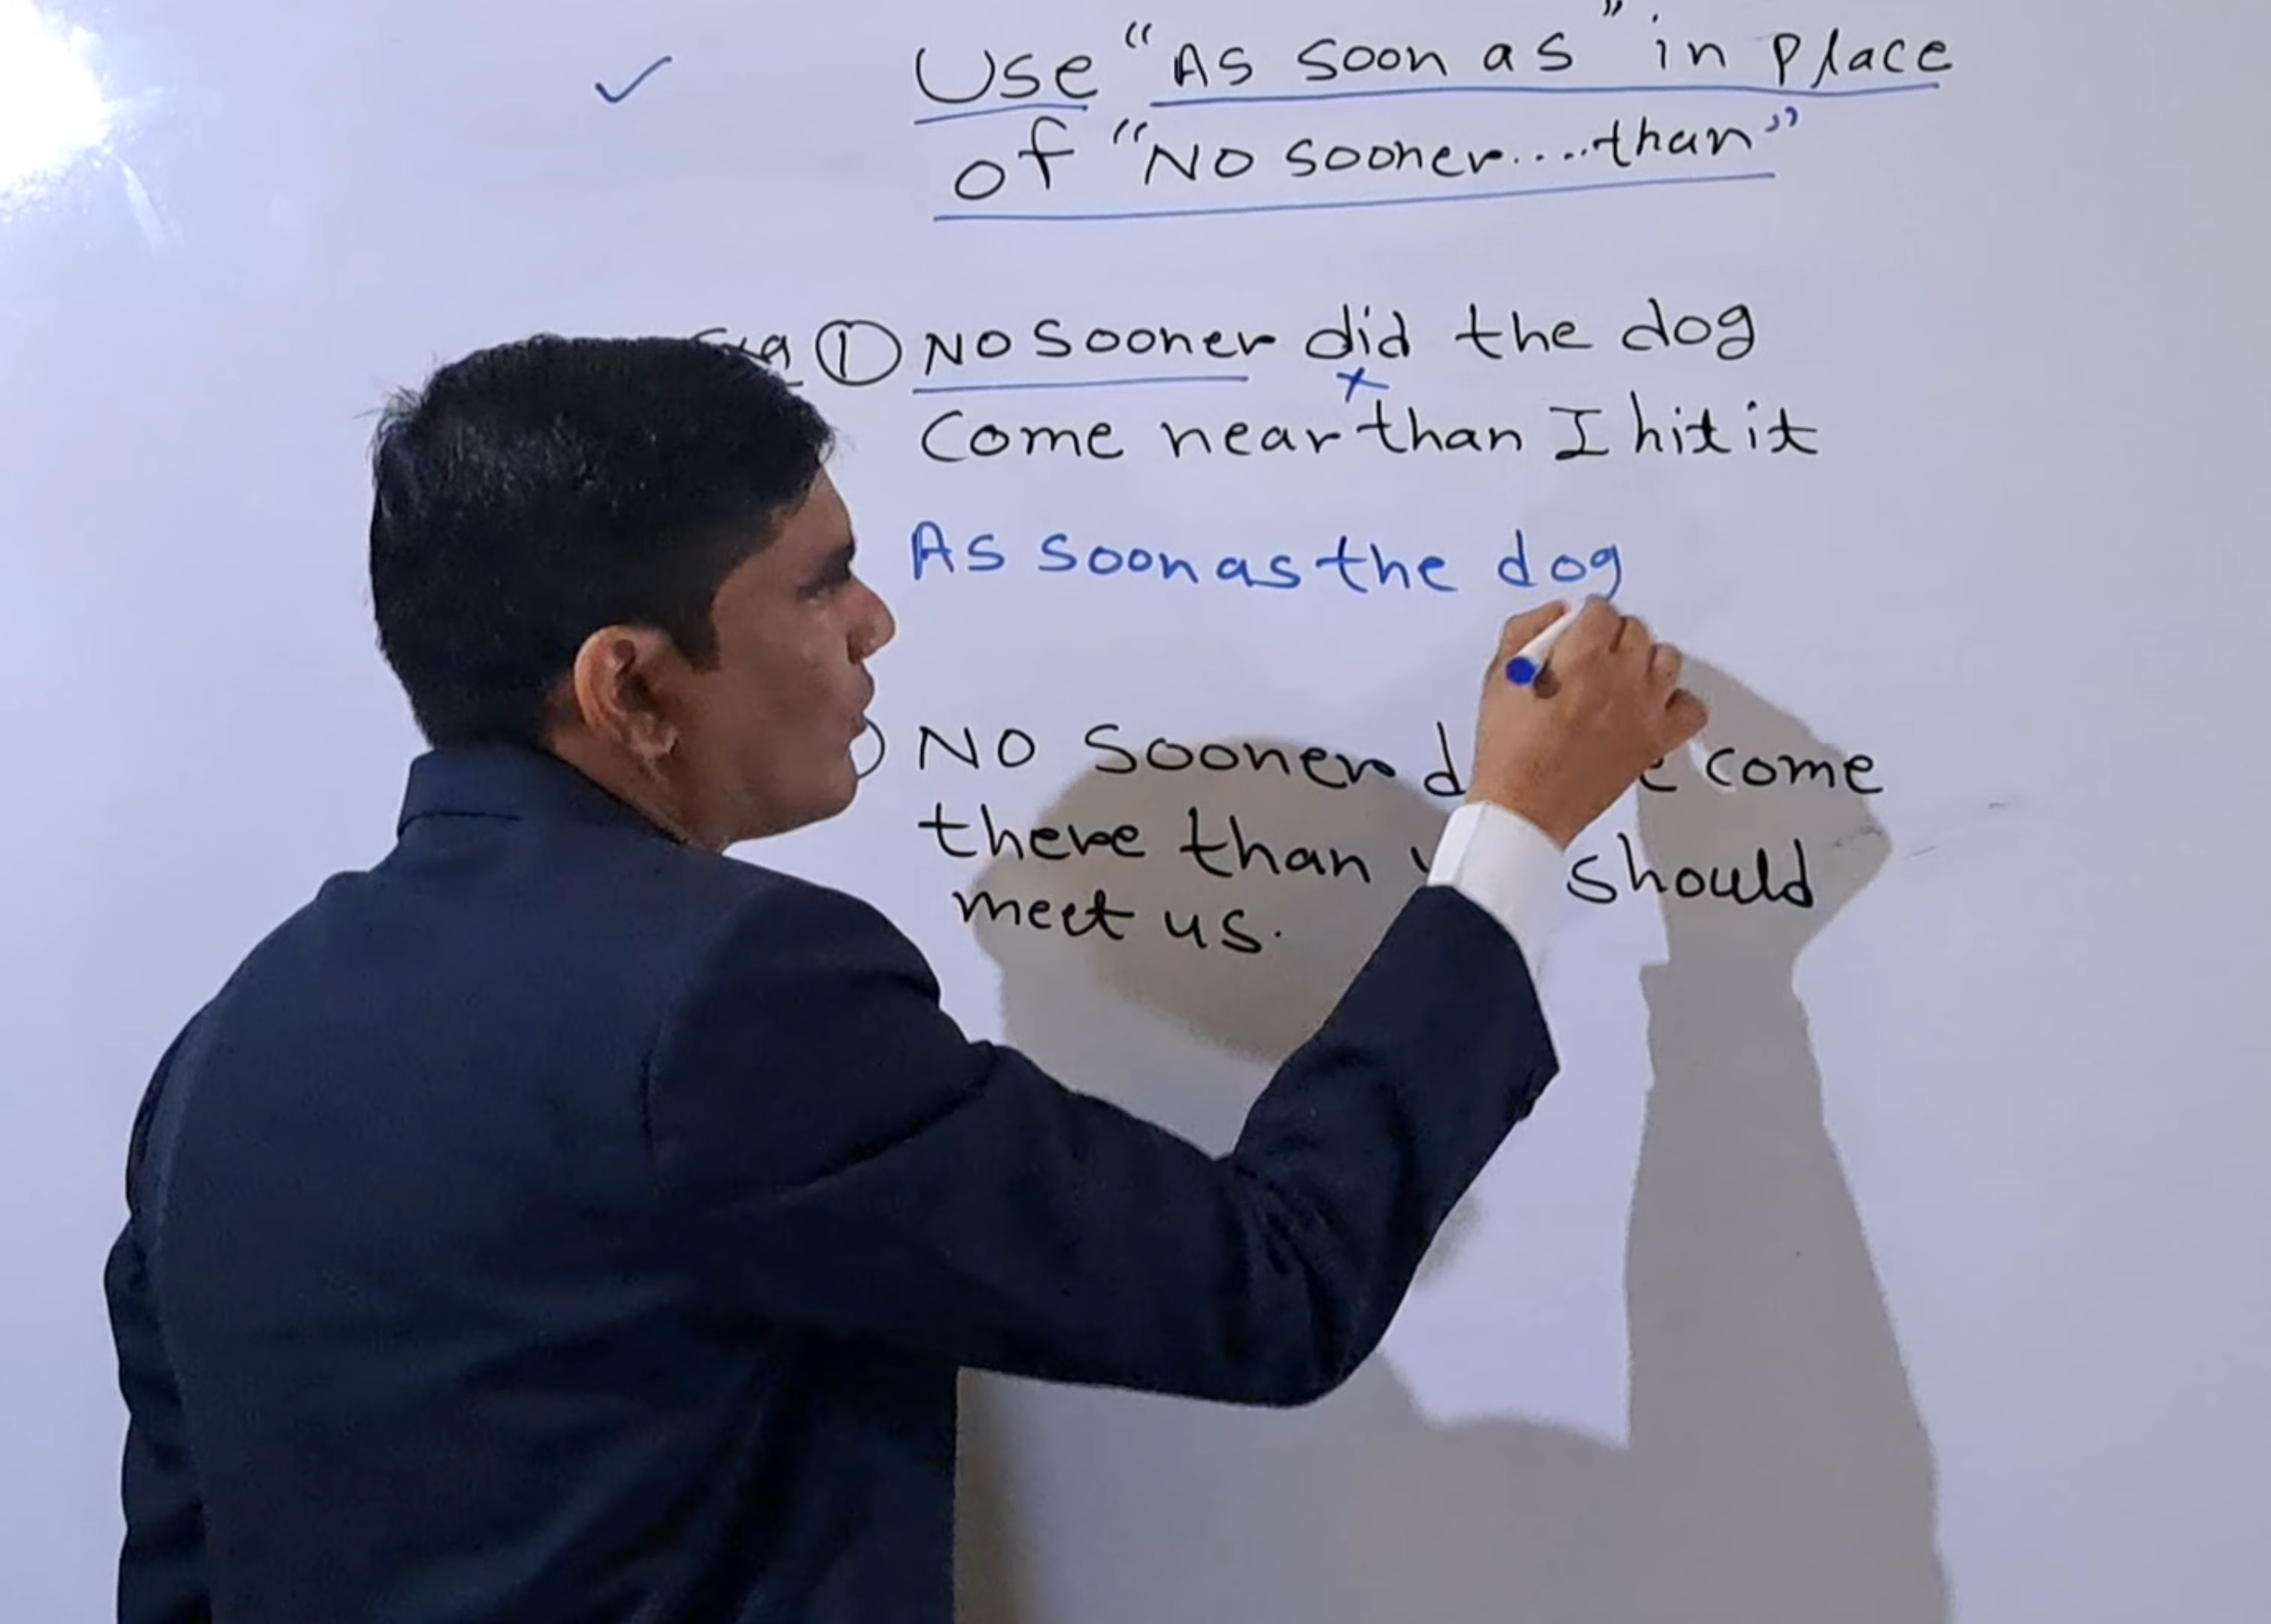 Use "As soon as" in place
of "No sooner....than"
① No Sooner did the dog
x
Come near than I hit it
As soon as the dog
No Sooner come
there than should
meet us.